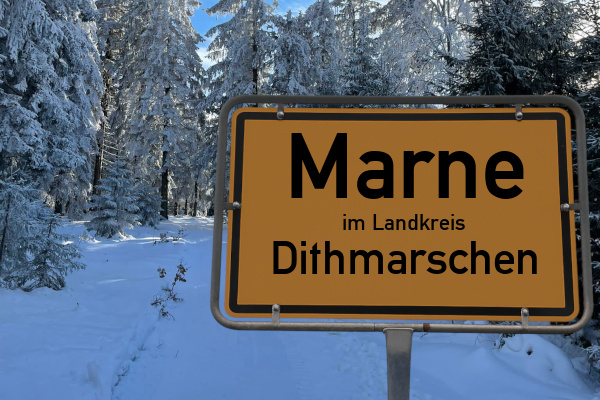 Marne
im Landkreis
Dithmarschen